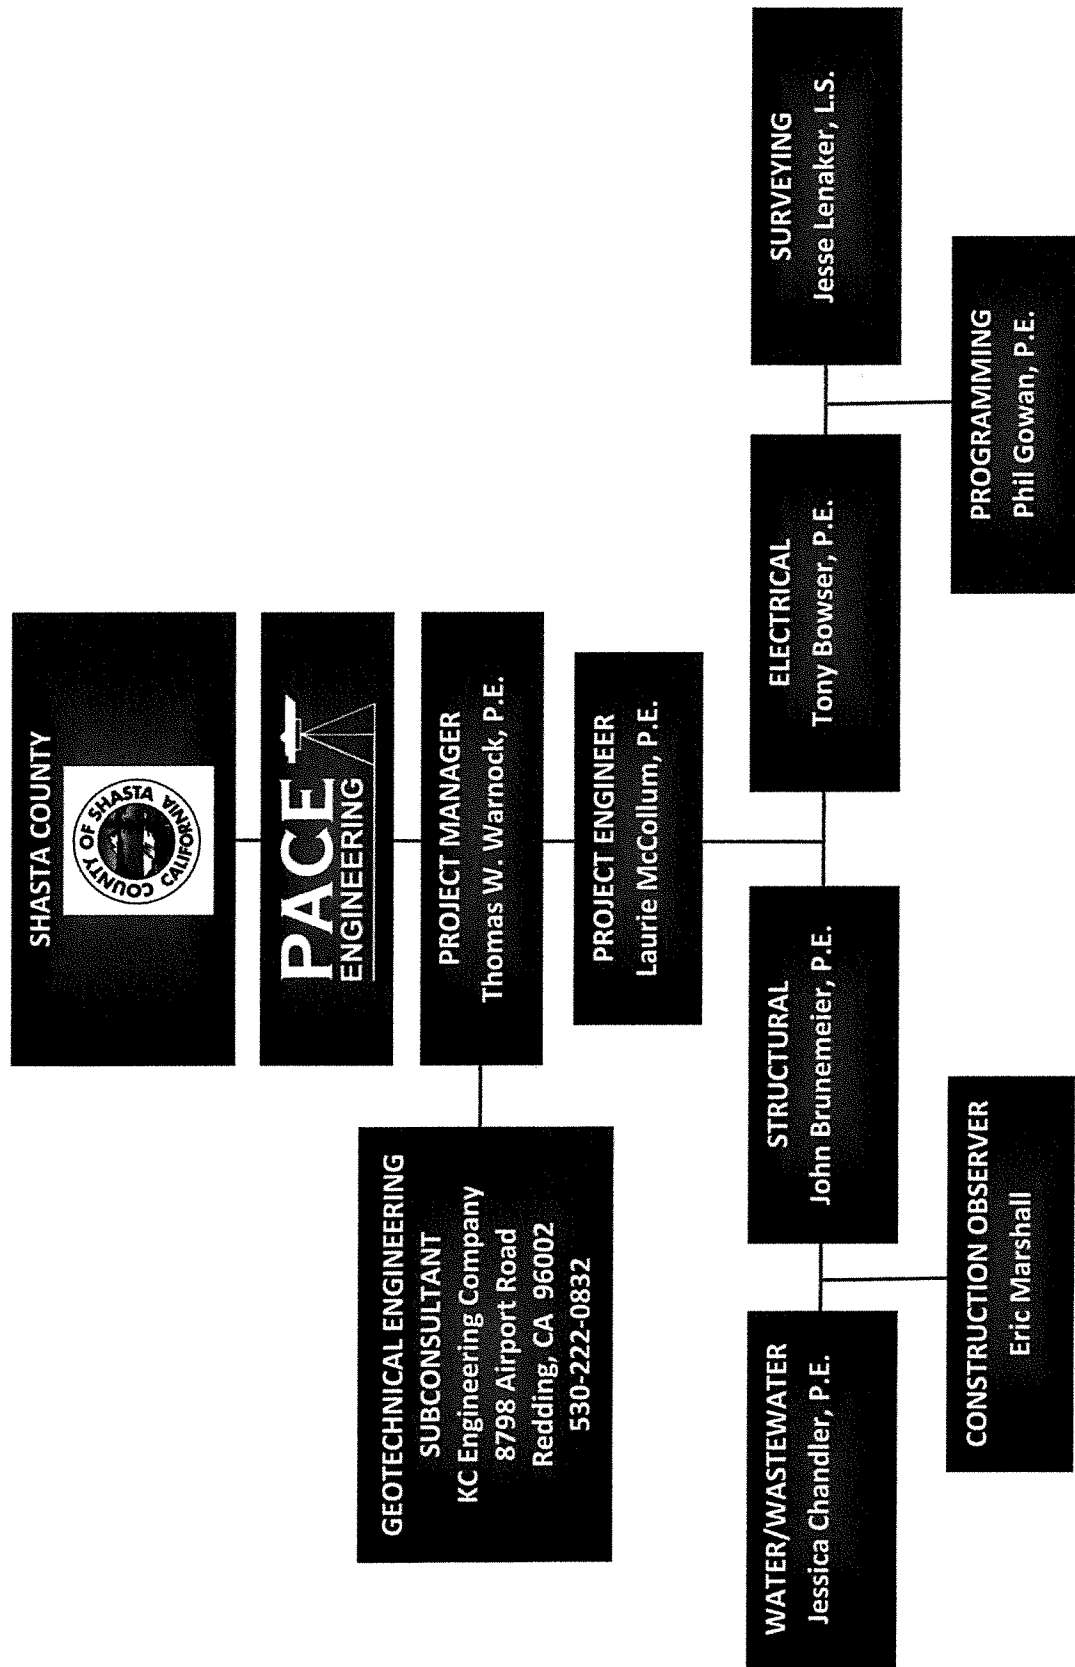 SHASTA COUNTY
COUNTY OF SHASTA
CALIFORNIA
PACE
ENGINEERING
PROJECT MANAGER
Thomas W. Warnock, P.E.
GEOTECHNICAL ENGINEERING
SUBCONSULTANT
KC Engineering Company
8798 Airport Road
Redding, CA 96002
530-222-0832
PROJECT ENGINEER
Laurie McCollum, P.E.
WATER/WASTEWATER
Jessica Chandler, P.E.
STRUCTURAL
John Brunemeier, P.E.
ELECTRICAL
Tony Bowser, P.E.
SURVEYING
Jesse Lenaker, L.S.
CONSTRUCTION OBSERVER
Eric Marshall
PROGRAMMING
Phil Gowan, P.E.